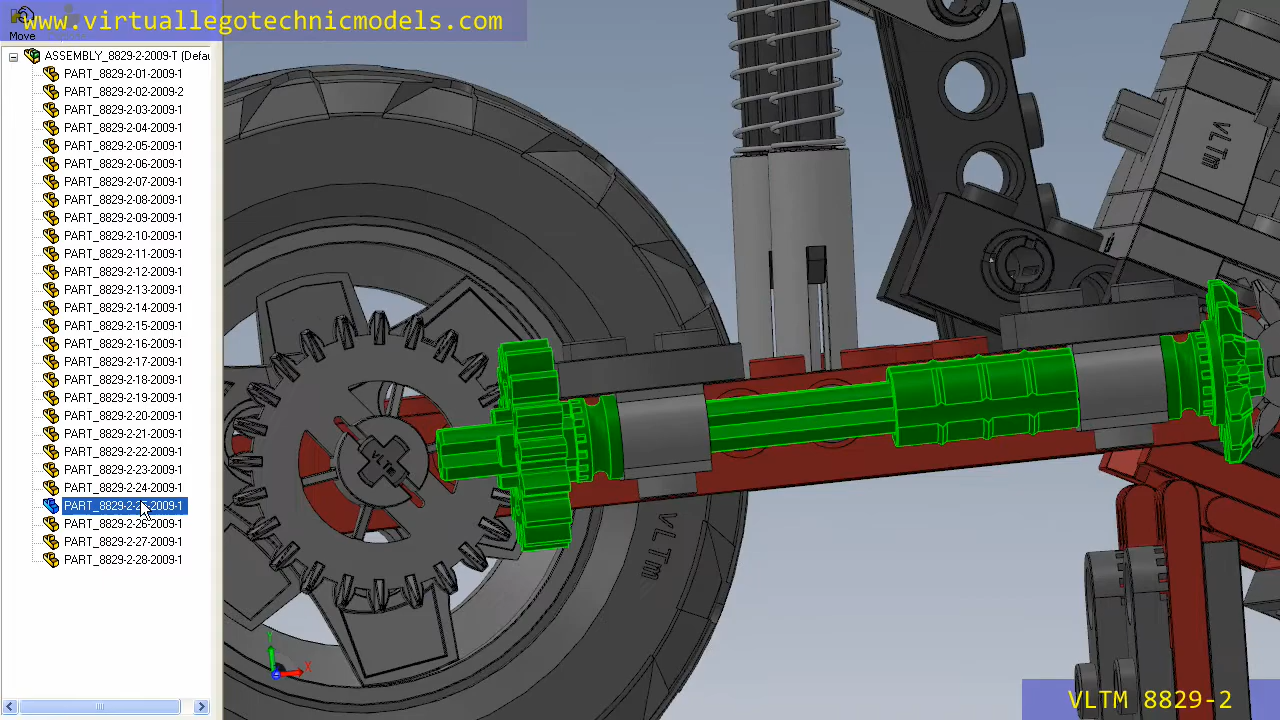 www.virtuallegotechnicmodels.com
Move
ASSEMBLY_8829-2-2009-T (Defau
PART_8829-2-01-2009-1
PART_8829-2-02-2009-2
PART_8829-2-03-2009-1
PART_8829-2-04-2009-1
PART_8829-2-05-2009-1
PART_8829-2-06-2009-1
PART_8829-2-07-2009-1
PART_8829-2-08-2009-1
PART_8829-2-09-2009-1
PART_8829-2-10-2009-1
PART_8829-2-11-2009-1
PART_8829-2-12-2009-1
PART_8829-2-13-2009-1
PART_8829-2-14-2009-1
PART_8829-2-15-2009-1
PART_8829-2-16-2009-1
PART_8829-2-17-2009-1
PART_8829-2-18-2009-1
PART_8829-2-19-2009-1
PART_8829-2-20-2009-1
PART_8829-2-21-2009-1
PART_8829-2-22-2009-1
PART_8829-2-23-2009-1
PART_8829-2-24-2009-1
PART_8829-2-25-2009-1
PART_8829-2-26-2009-1
PART_8829-2-27-2009-1
PART_8829-2-28-2009-1
VLTm
VLTm
VLTm
Y
X
VLTM 8829-2